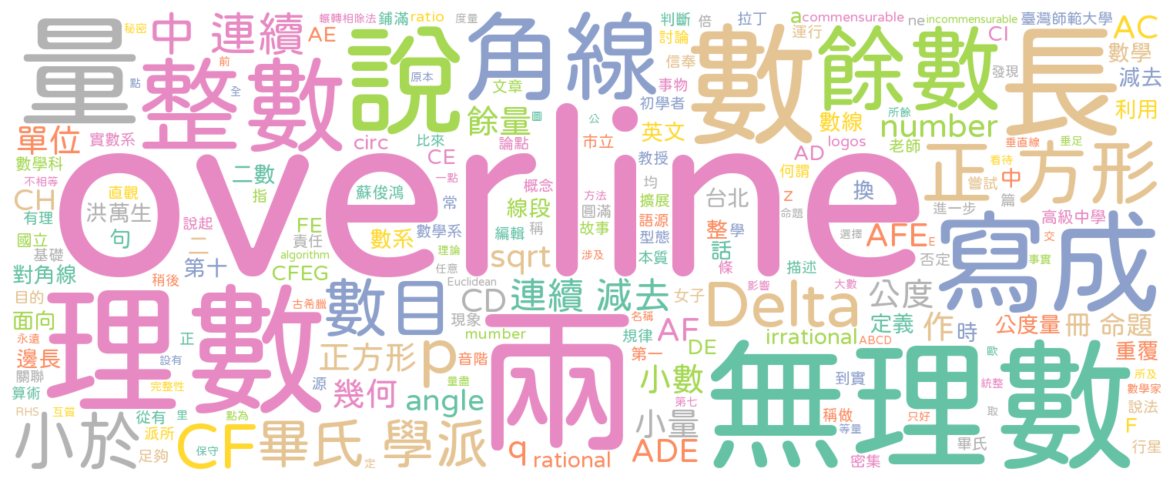 秘密 輾轉相除法 鋪滿 ratio 度量 判斷 倍 拉丁 acommensurable ne incommensurable 臺灣師範大學
量 中 連續 AE 說 角線 討論 運行 數 餘數 CI 長 AC
前 信奉 事物 發現 數學
點 整數 原本 文章 全 初學者 公 減去
單位 實數系 餘量 論點 圖 市立 英文 數線 number 所餘 利用
circ 比來 教授 AD logos 老師 垂直線 垂足
數學科 二數 CE 概念 均 何謂 正方形
不相等 直觀 指 蘇俊鴻 一點 擴展 Z 換 看待
overline
CH 洪萬生 常 線段 圓滿 方法 語源 台北 命題 嘗試 中 進一步 篇
有理 說起 FE 稱 故事 型態 整 學 高級中學
國立 句 二 責任 數系 數學系 編輯 本質 話 選擇 AFE E 否定 交 寫成
基礎 第十 algorithm 理論 sqrt 涉及 條 事實
對角線 稍後 CFEG 任意 描述
目的 理數 古希臘 Euclidean CD 連續 減去 女子 影響 Delta 大數 公度
永遠 正 數目 現象 mumber 名稱 規律 irrational 定義 作 時 公度量 冊 命題
面向 設有 正方形 p 音階 兩 AF DE ABCD 歐 所及
邊長 完整性 源 量盡 第一 到實 重覆
關聯 幾何 angle 小數 無理數 統整 數學家
算術 從有 里 第七 稱做 只好 取 說法
RHS 互質 點為 小量 等量 F
小於 派所 CF 畢氏 學派 q ADE 密集 畢氏 行星
足夠 保守 定 rational